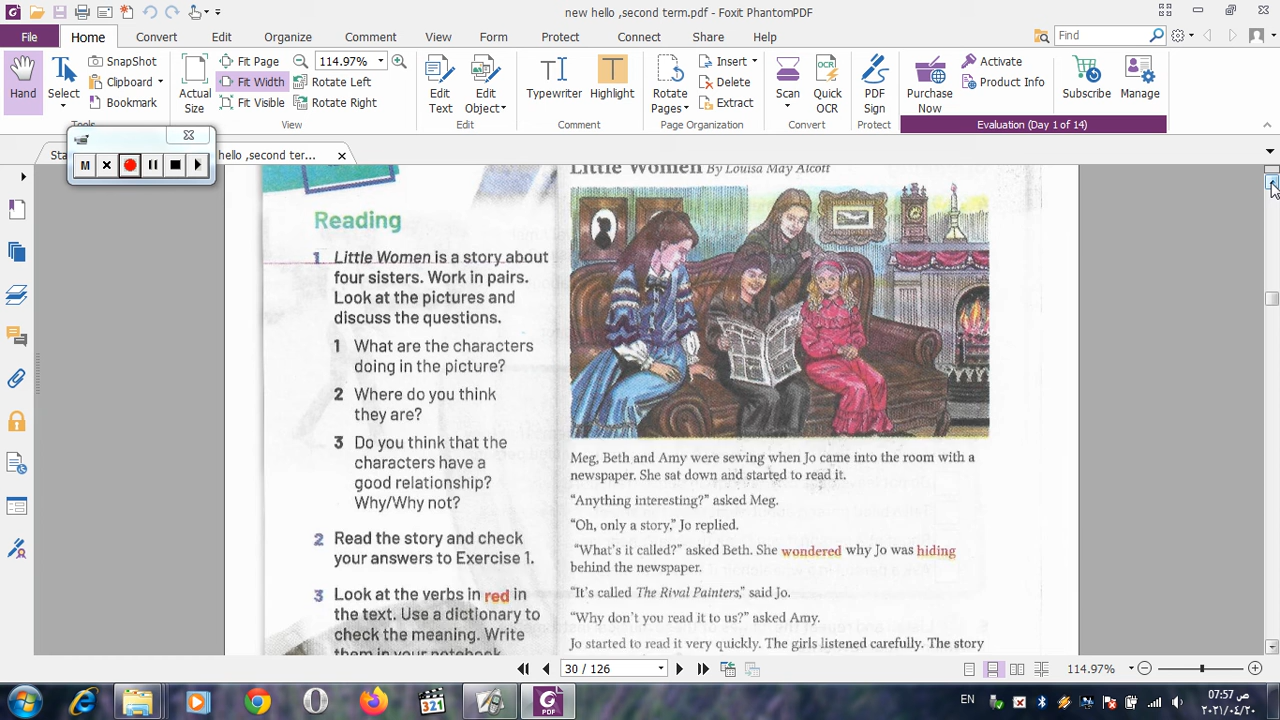 new hello ,second term.pdf - Foxit PhantomPDF
File
Home
Convert
Edit
Organize
Comment
View
Form
Protect
Connect
Share
Help
Find
Hand
Select
SnapShot
Clipboard
Bookmark
Tools
Actual
Size
Fit Page
Fit Width
Fit Visible
114.97%
Rotate Left
Rotate Right
View
Edit
Text
Edit
Object
Edit
Typewriter
Highlight
Comment
Rotate
Pages
Insert
Delete
Extract
Page Organization
Scan
Quick
OCR
Convert
PDF
Sign
Protect
Purchase
Now
Activate
Product Info
Subscribe
Manage
Evaluation (Day 1 of 14)
M
Sta
hello ,second ter...
Little Women By Louisa May Alcott
Reading
1 Little Women is a story about
four sisters. Work in pairs.
Look at the pictures and
discuss the questions.
1 What are the characters
doing in the picture?
2 Where do you think
they are?
3 Do you think that the
characters have a
good relationship?
Why/Why not?
2 Read the story and check
your answers to Exercise 1.
3 Look at the verbs in red in
the text. Use a dictionary to
check the meaning. Write
them in your notebook
Meg, Beth and Amy were sewing when Jo came into the room with a
newspaper. She sat down and started to read it.
“Anything interesting?” asked Meg.
“Oh, only a story,” Jo replied.
“What’s it called?” asked Beth. She wondered why Jo was hiding
behind the newspaper.
“It’s called The Rival Painters,” said Jo.
“Why don’t you read it to us?” asked Amy.
Jo started to read it very quickly. The girls listened carefully. The story
30 / 126
114.97%
321
PDF
EN
07:57 ص
٢٠٢١/٠٤/٢٠